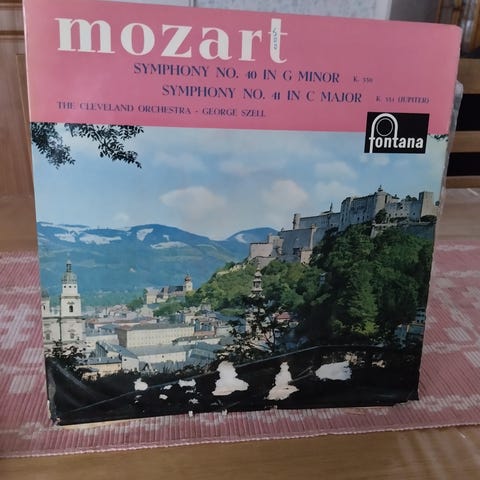 mozart
SYMPHONY NO. 40 IN G MINOR K. 550
SYMPHONY NO. 41 IN C MAJOR K. 551 (JUPITER)
THE CLEVELAND ORCHESTRA - GEORGE SZELL
fontana